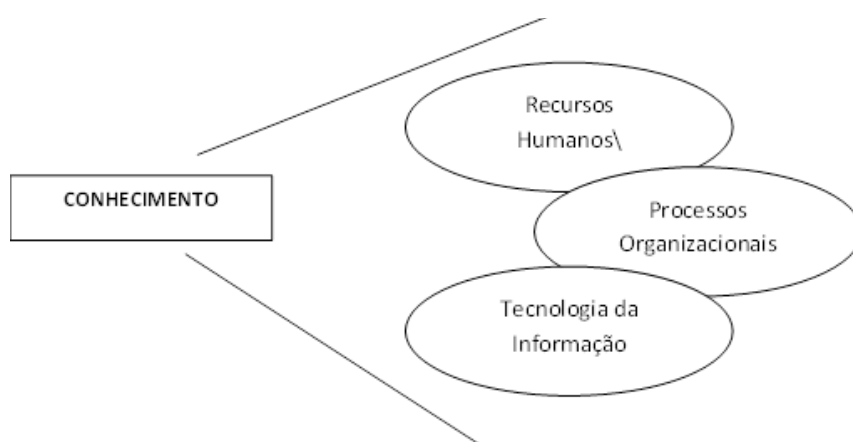 Recursos
Humanos\
CONHECIMENTO
Processos
Organizacionais
Tecnologia da
Informação